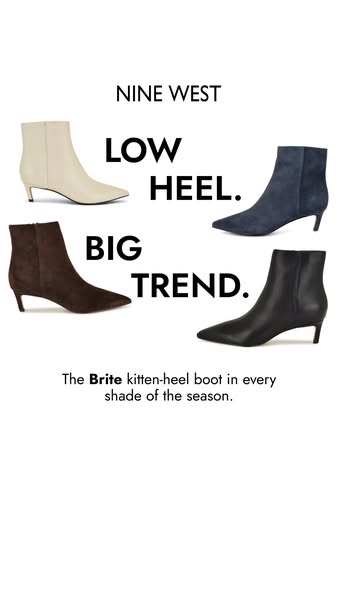 NINE WEST
LOW
HEEL.
BIG
TREND.
The Brite kitten-heel boot in every
shade of the season.